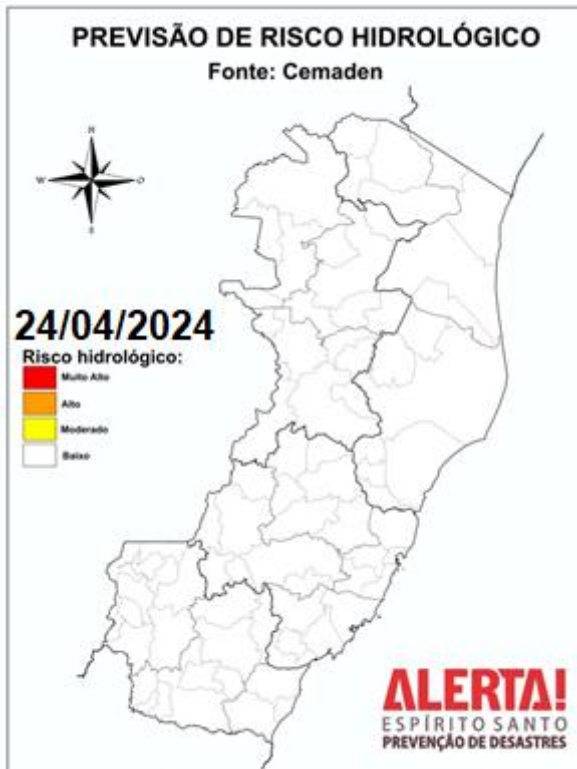 PREVISÃO DE RISCO HIDROLÓGICO
Fonte: Cemaden
N
W
O
S
24/04/2024
Risco hidrológico:
Muito Alto
Alto
Moderado
Baixo
ALERTA!
ESPÍRITO SANTO
PREVENÇÃO DE DESASTRES